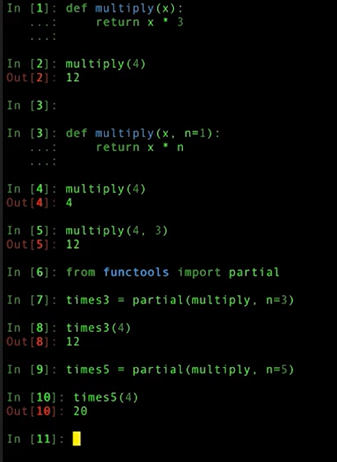 In [1]: def multiply(x):
   ...:     return x * 3
   ...:
In [2]: multiply(4)
Out[2]: 12
In [3]:
In [3]: def multiply(x, n=1):
   ...:     return x * n
   ...:
In [4]: multiply(4)
Out[4]: 4
In [5]: multiply(4, 3)
Out[5]: 12
In [6]: from functools import partial
In [7]: times3 = partial(multiply, n=3)
In [8]: times3(4)
Out[8]: 12
In [9]: times5 = partial(multiply, n=5)
In [10]: times5(4)
Out[10]: 20
In [11]: